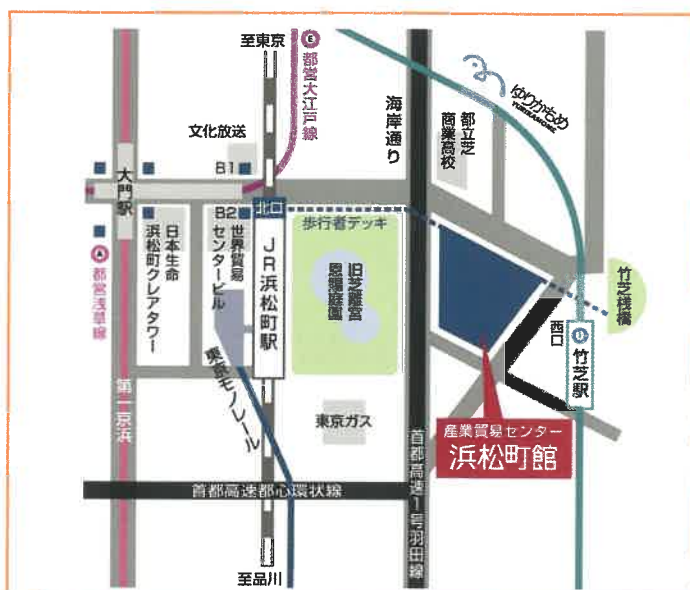 至東京
E
都営大江戸線
文化放送
海岸通り
都立芝
商業高校
ゆりかもめ
YURIKAMOME
B1
大門駅
B2
北口
歩行者デッキ
日本生命
浜松町クレアタワー
世界貿易
センタービル
JR浜松町駅
旧芝離宮
恩賜庭園
竹芝桟橋
A
都営浅草線
西口
U
竹芝駅
第一京浜
東京モノレール
東京ガス
産業貿易センター
浜松町館
首都高速1号羽田線
首都高速都心環状線
至品川